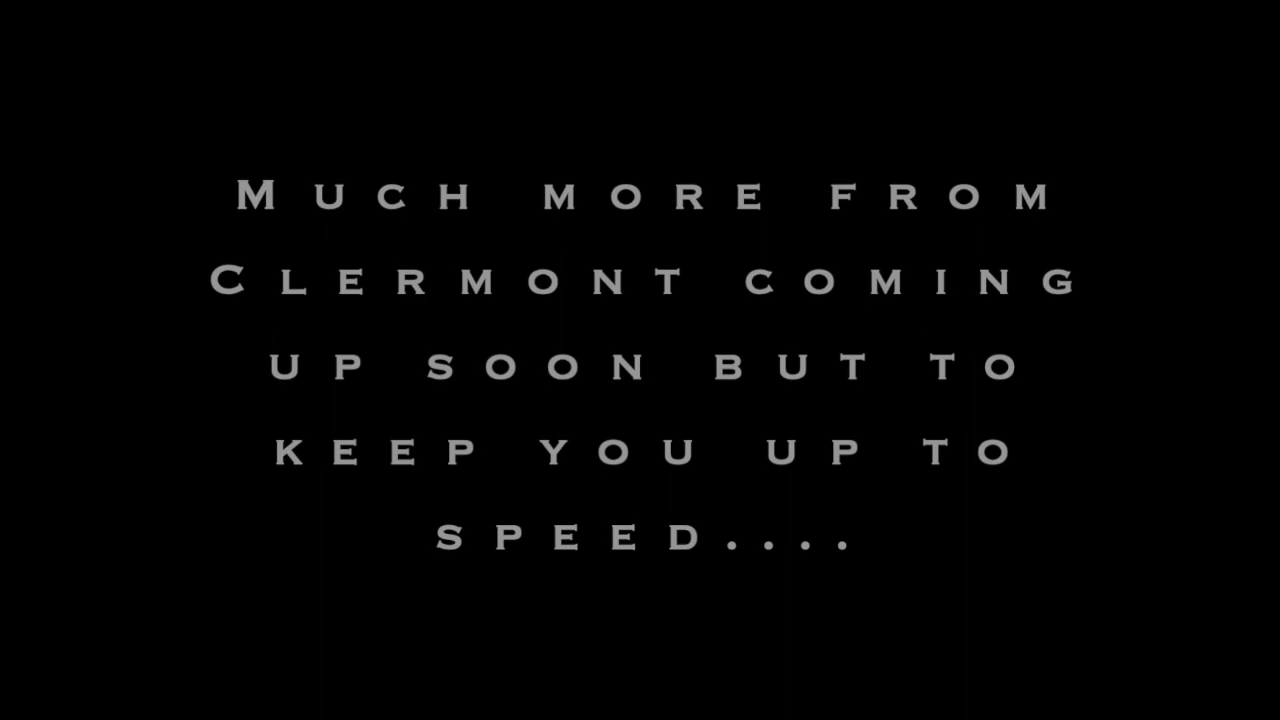 Much more from
Clermont coming
up soon but to
keep you up to
speed....